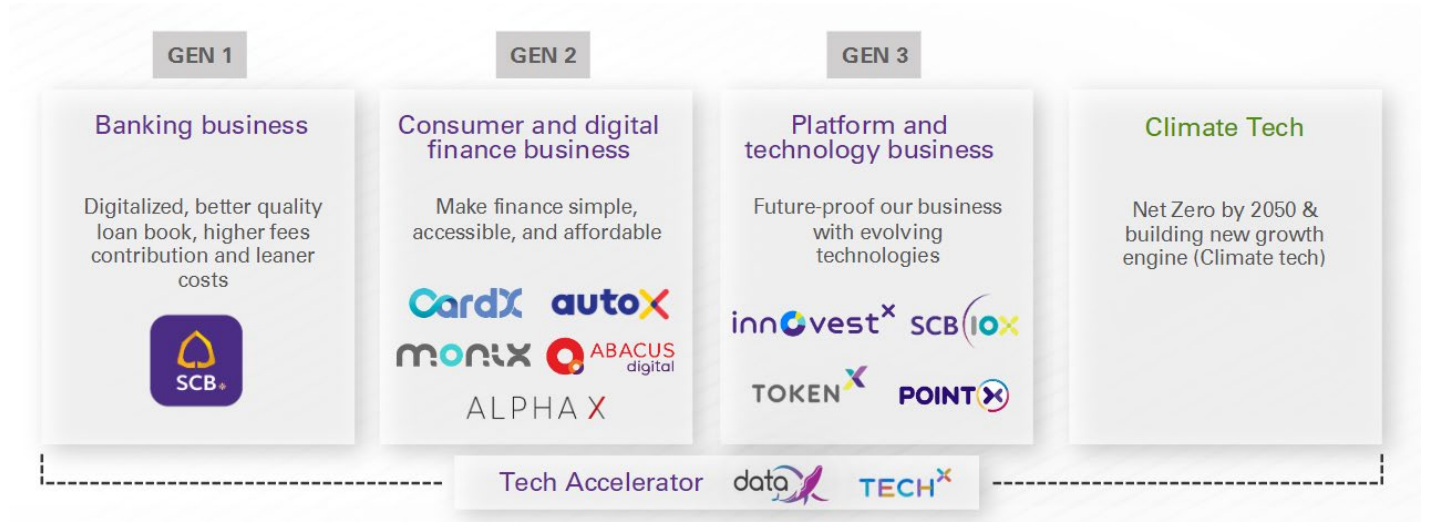 GEN 1
Banking business
Digitalized, better quality
loan book, higher fees
contribution and leaner
costs
SCB
GEN 2
Consumer and digital
finance business
Make finance simple,
accessible, and affordable
CardX autoX
MONIX ABACUS
digital
ALPHA X
GEN 3
Platform and
technology business
Future-proof our business
with evolving
technologies
innovestX SCB 10X
TOKEN X POINTX
Climate Tech
Net Zero by 2050 &
building new growth
engine (Climate tech)
Tech Accelerator dataX TECHX